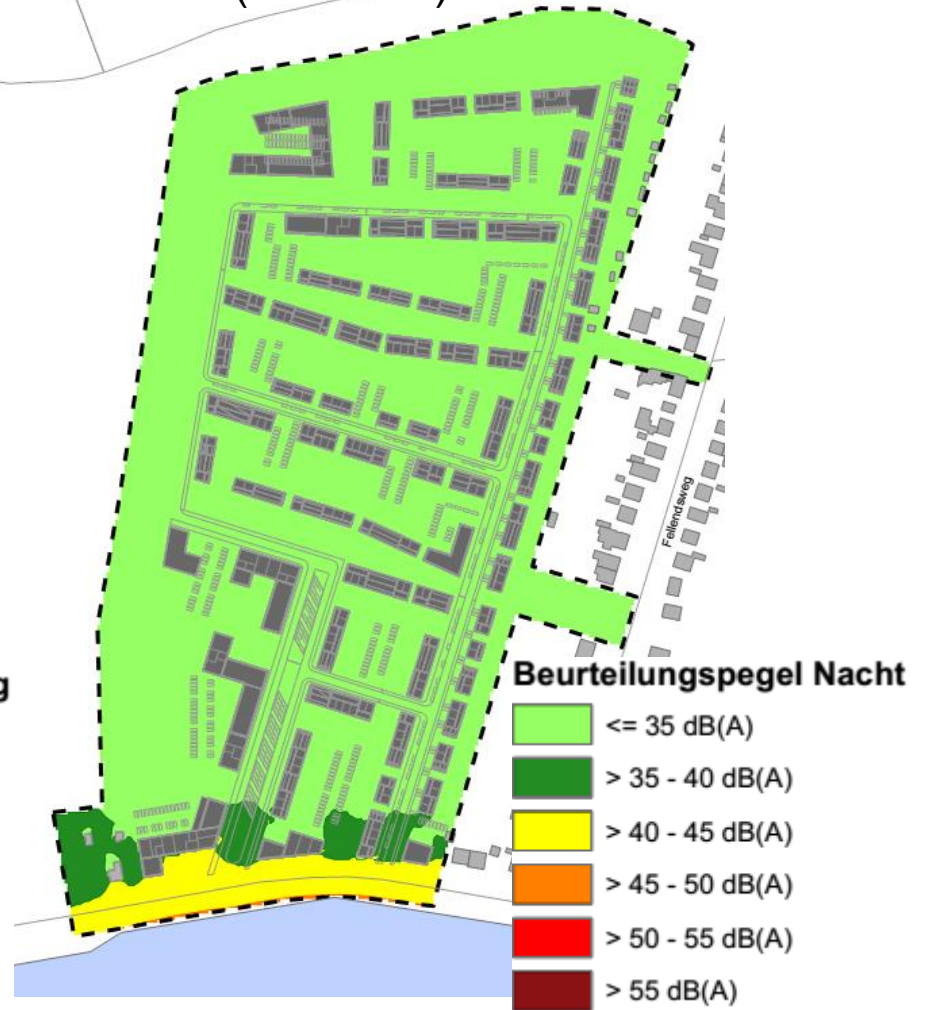 Fellendsweg
g
Beurteilungspegel Nacht
<= 35 dB(A)
> 35 - 40 dB(A)
> 40 - 45 dB(A)
> 45 - 50 dB(A)
> 50 - 55 dB(A)
> 55 dB(A)